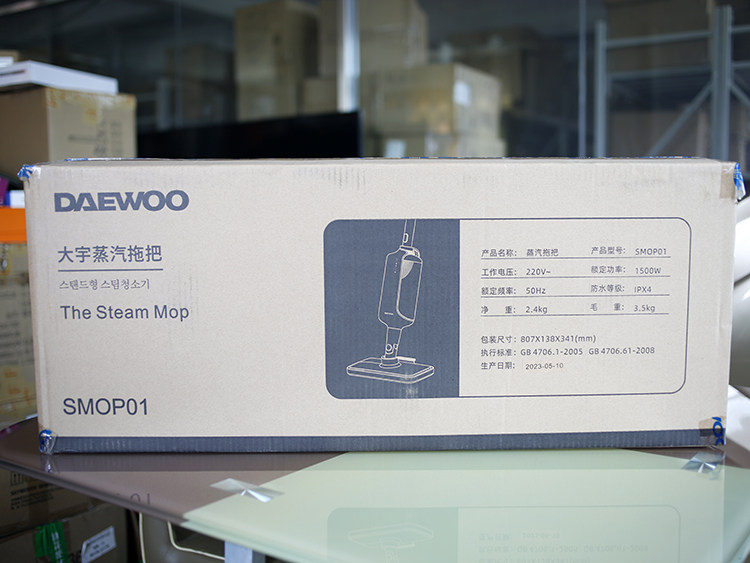 DAEWOO
大宇蒸汽拖把
스탠드형 스팀청소기
The Steam Mop
SMOP01
产品名称： 蒸汽拖把 产品型号： SMOP01
工作电压： 220V~ 额定功率： 1500W
额定频率： 50Hz 防水等级： IPX4
净 重： 2.4kg 毛 重： 3.5kg
包装尺寸： 807X138X341(mm)
执行标准： GB 4706.1-2005 GB 4706.61-2008
生产日期： 2023-05-10